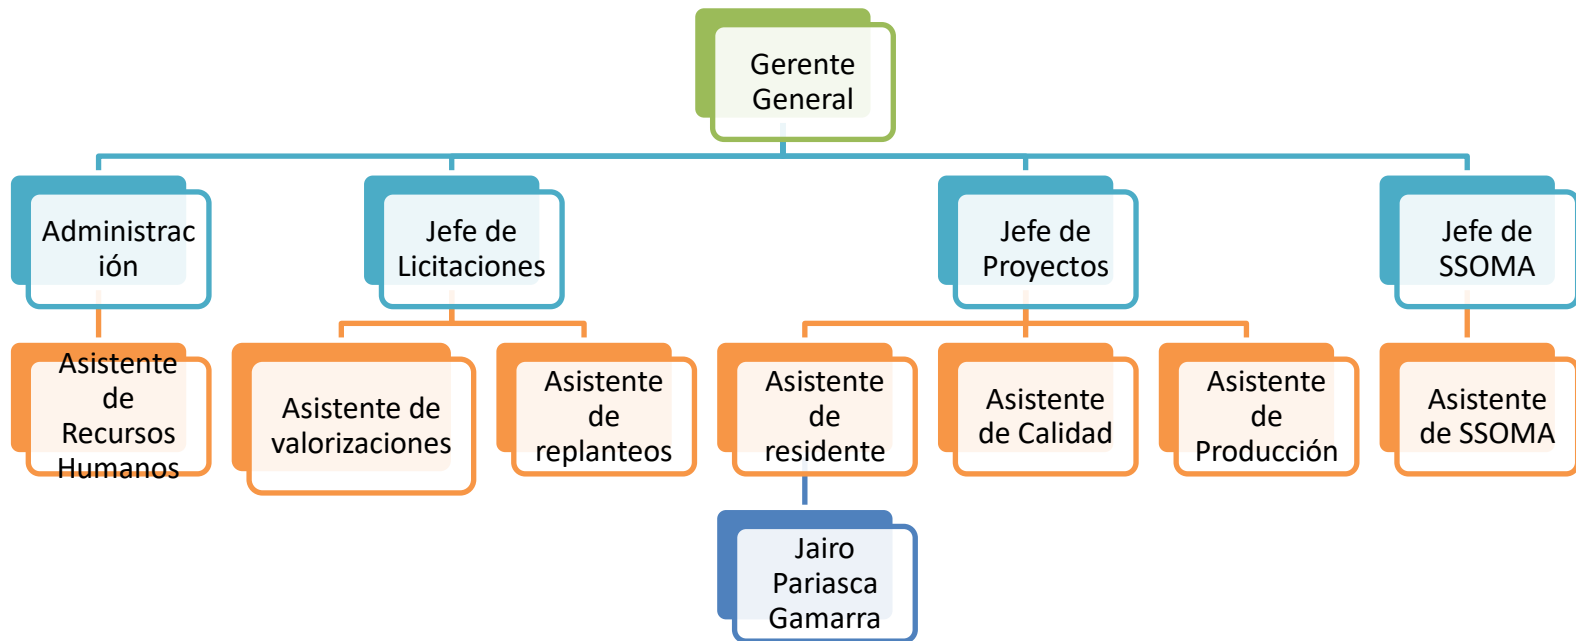 Gerente
General
Administrac
ión
Jefe de
Licitaciones
Jefe de
Proyectos
Jefe de
SSOMA
Asistente
de
Recursos
Humanos
Asistente de
valorizaciones
Asistente
de
replanteos
Asistente
de
residente
Asistente
de Calidad
Asistente
de
Producción
Asistente
de SSOMA
Jairo
Pariasca
Gamarra